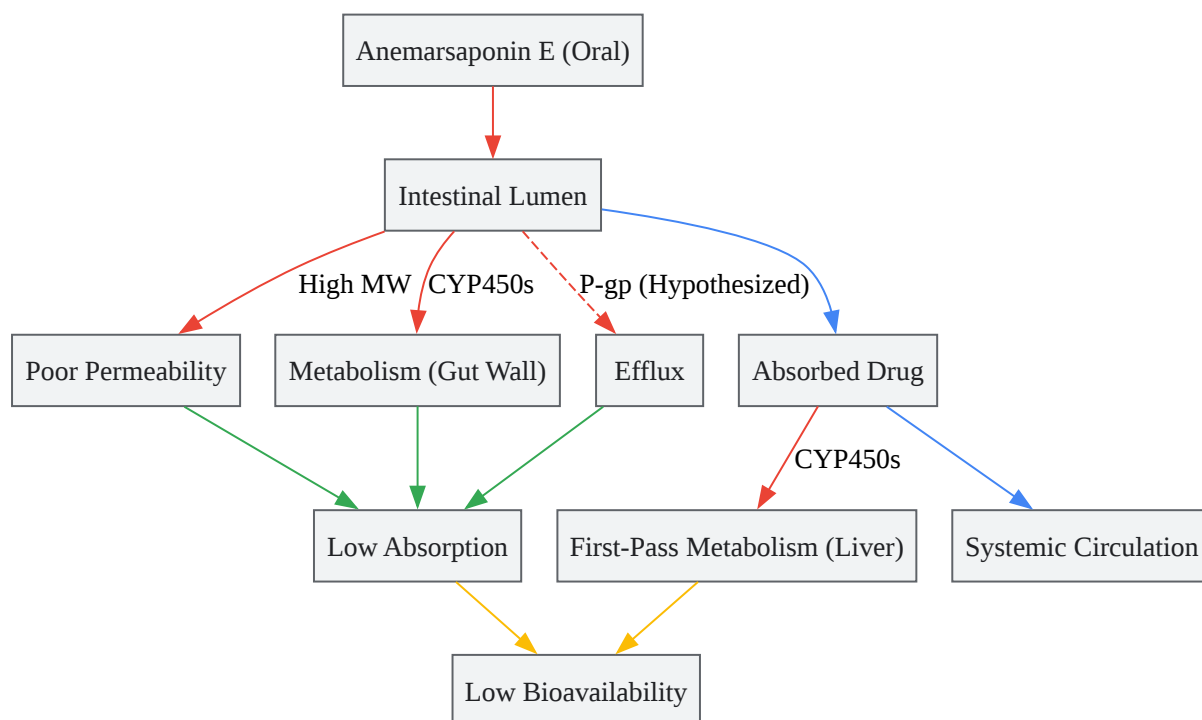 Anemarsaponin E (Oral)
Intestinal Lumen
High MW
CYP450s
P-gp (Hypothesized)
Poor Permeability
Metabolism (Gut Wall)
Efflux
Absorbed Drug
CYP450s
Low Absorption
First-Pass Metabolism (Liver)
Systemic Circulation
Low Bioavailability